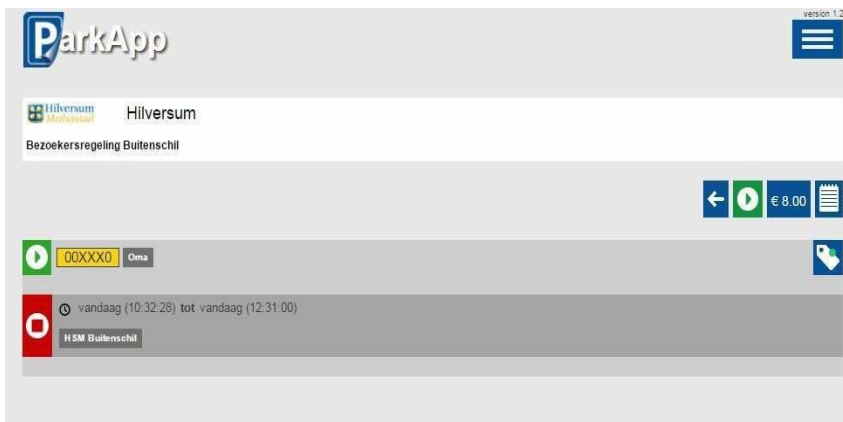 version 1.2
ParkApp
Hilversum
Mediastad
Hilversum
Bezoekersregeling Buitenschil
€ 8.00
00XXX0 Oma
vandaag (10:32:28) tot vandaag (12:31:00)
HSM Buitenschil